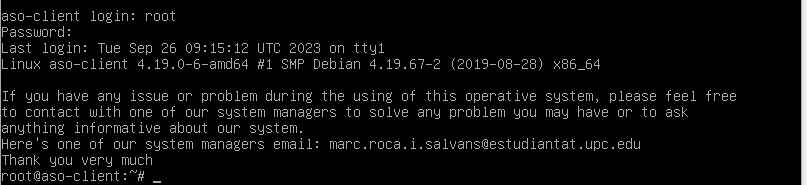 aso-client login: root
Password:
Last login: Tue Sep 26 09:15:12 UTC 2023 on tty1
Linux aso-client 4.19.0-6-amd64 #1 SMP Debian 4.19.67-2 (2019-08-28) x86_64

If you have any issue or problem during the using of this operative system, please feel free
to contact with one of our system managers to solve any problem you may have or to ask
anything informative about our system.
Here's one of our system managers email: marc.roca.i.salvans@estudiantat.upc.edu
Thank you very much
root@aso-client:~# _